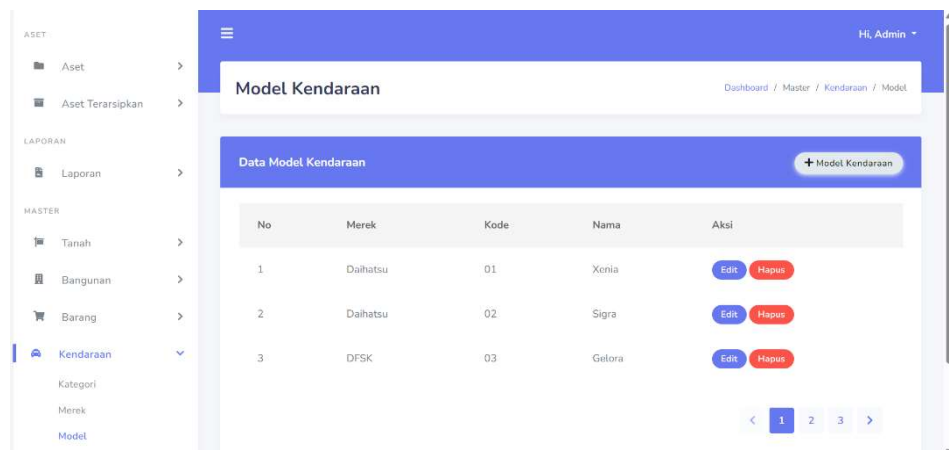 ASET
Aset
Aset Terarsipkan
LAPORAN
Laporan
MASTER
Tanah
Bangunan
Barang
Kendaraan
Kategori
Merek
Model
Hi, Admin
Model Kendaraan
Dashboard / Master / Kendaraan / Model
Data Model Kendaraan
+ Model Kendaraan
No Merek Kode Nama Aksi
1 Daihatsu 01 Xenia Edit Hapus
2 Daihatsu 02 Sigra Edit Hapus
3 DFSK 03 Gelora Edit Hapus
< 1 2 3 >